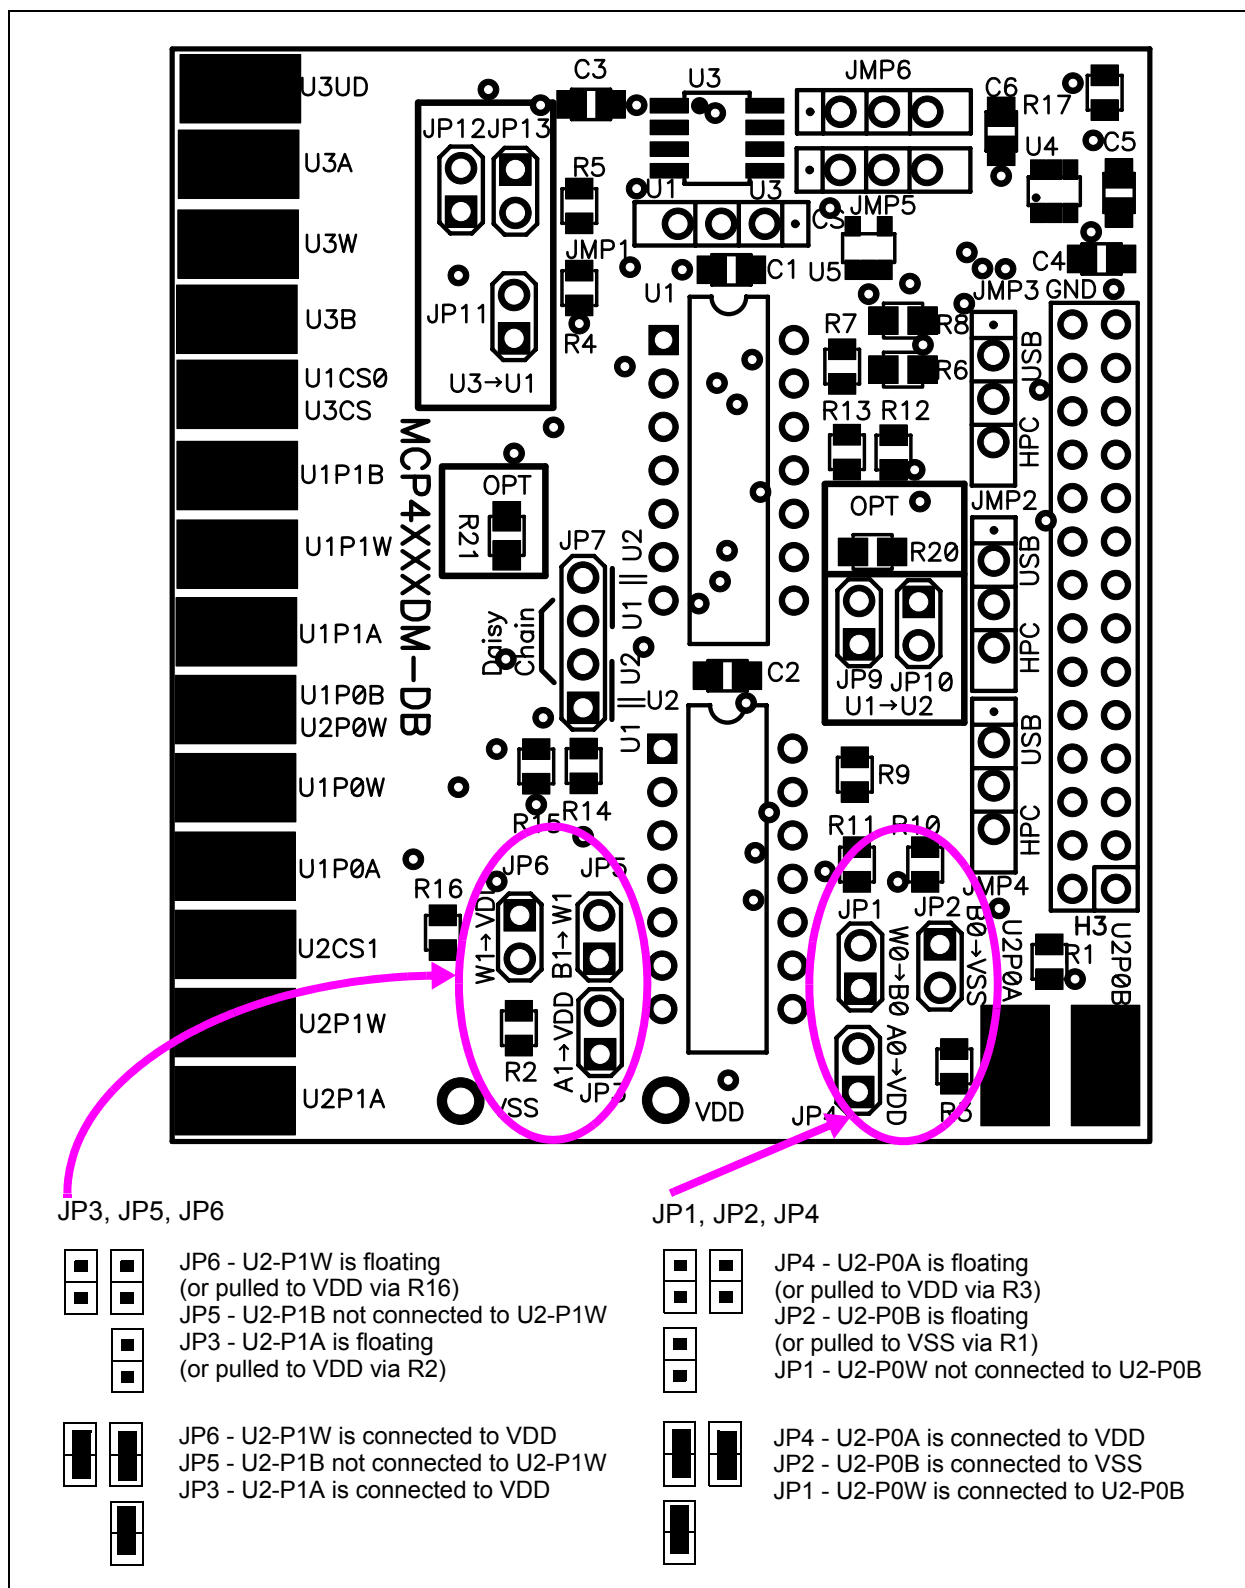 U3UD
C3
U3
JMP6
C6
R17
JP12
JP13
U4
C5
U3A
R5
U1
U3
JMP5
CS
U3W
JMP1
C1
U5
C4
U1
JMP3
GND
JP11
U3B
R4
R7
R8
USB
U3→U1
R6
U1CS0
U3CS
R13
R12
HPC
MCP4XXXDM-DB
U1P1B
OPT
OPT
JMP2
R21
JP7
U2
R20
USB
U1P1W
U1
Daisy
Chain
U1P1A
U2
HPC
JP9
JP10
C2
U1P0B
U2
U1→U2
U2P0W
U1
USB
U1P0W
R9
R15
R14
R11
R10
HPC
U1P0A
JP6
JP5
JMP4
R16
W1→VDD
B1→W1
JP1
JP2
H3
U2CS1
W0→B0
B0→VSS
U2P0A
R1
U2P0B
U2P1W
R2
A1→VDD
A0→VDD
JP3
R3
U2P1A
VSS
VDD
JP4
JP3, JP5, JP6
JP6 - U2-P1W is floating
(or pulled to VDD via R16)
JP5 - U2-P1B not connected to U2-P1W
JP3 - U2-P1A is floating
(or pulled to VDD via R2)
JP6 - U2-P1W is connected to VDD
JP5 - U2-P1B not connected to U2-P1W
JP3 - U2-P1A is connected to VDD
JP1, JP2, JP4
JP4 - U2-P0A is floating
(or pulled to VDD via R3)
JP2 - U2-P0B is floating
(or pulled to VSS via R1)
JP1 - U2-P0W not connected to U2-P0B
JP4 - U2-P0A is connected to VDD
JP2 - U2-P0B is connected to VSS
JP1 - U2-P0W is connected to U2-P0B